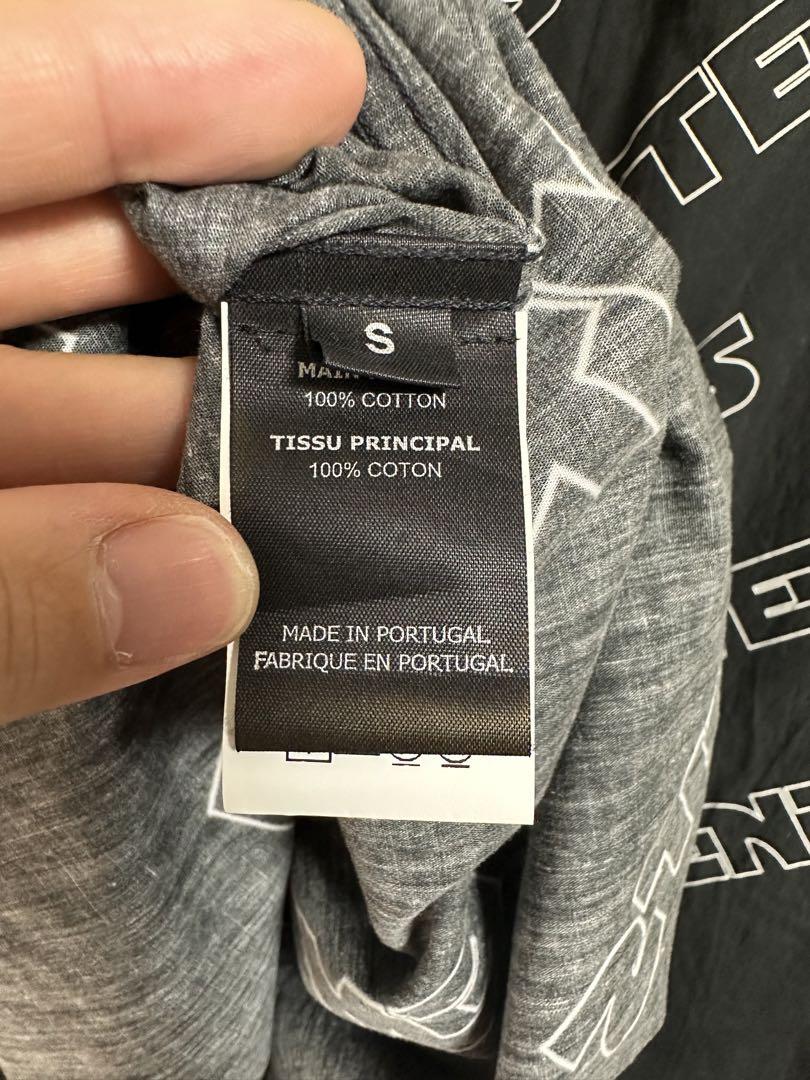 S
100% COTTON
TISSU PRINCIPAL
100% COTON
MADE IN PORTUGAL
FABRIQUE EN PORTUGAL